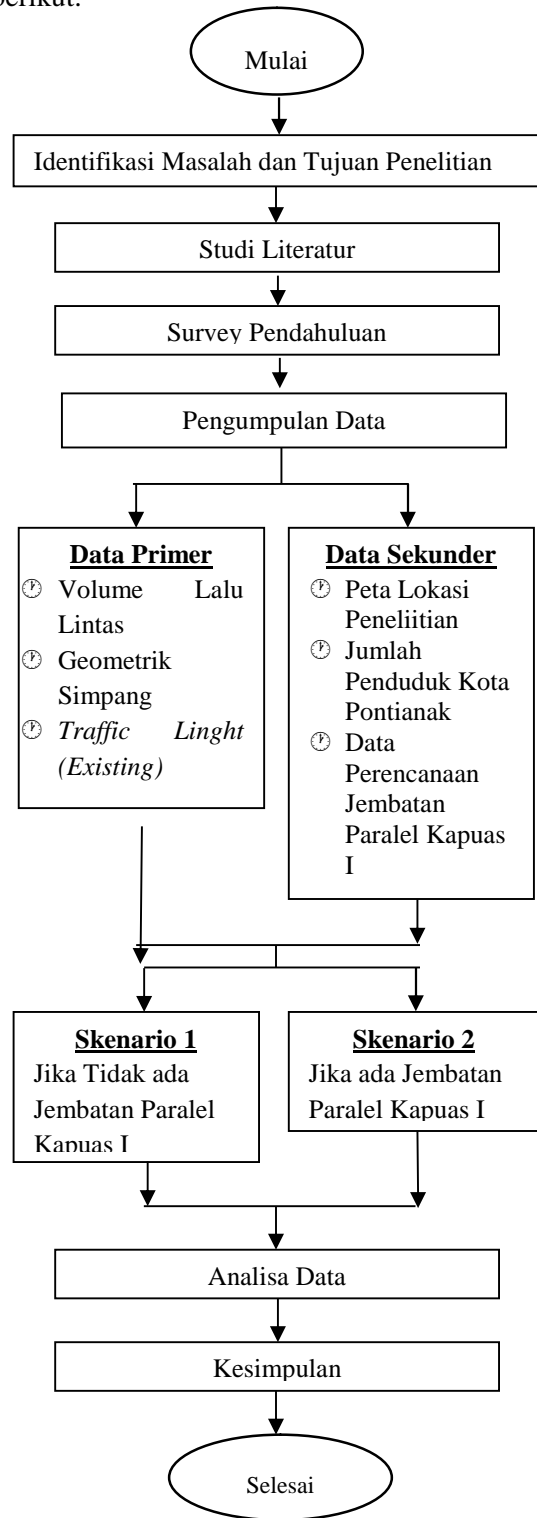 berikut:
Mulai
Identifikasi Masalah dan Tujuan Penelitian
Studi Literatur
Survey Pendahuluan
Pengumpulan Data
Data Primer
Volume Lalu
Lintas
Geometrik
Simpang
Traffic Linght
(Existing)
Data Sekunder
Peta Lokasi
Peneliitian
Jumlah
Penduduk Kota
Pontianak
Data
Perencanaan
Jembatan
Paralel Kapuas
I
Skenario 1
Jika Tidak ada
Jembatan Paralel
Kapuas I
Skenario 2
Jika ada Jembatan
Paralel Kapuas I
Analisa Data
Kesimpulan
Selesai